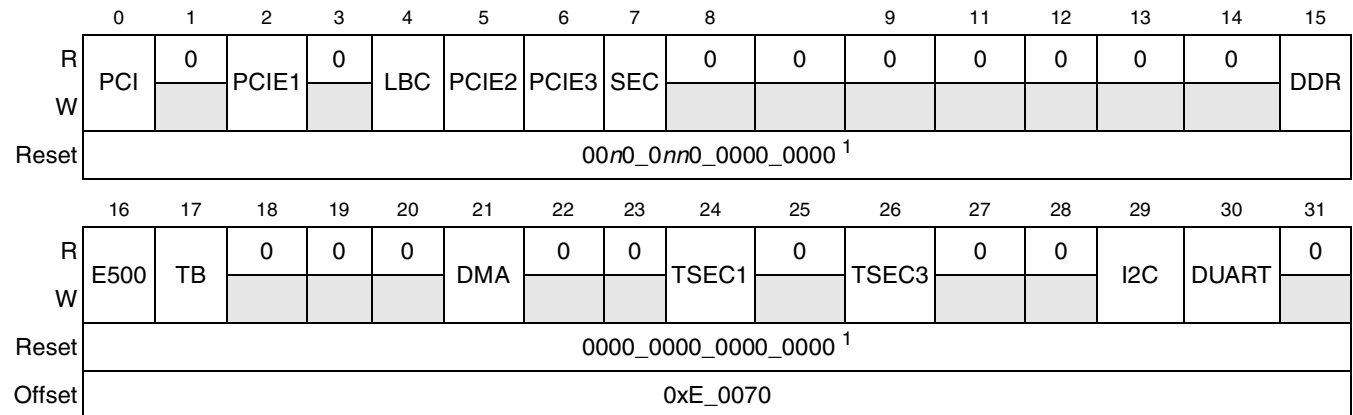 0 1 2 3 4 5 6 7 8 9 11 12 13 14 15
R PCI 0 PCIE1 0 LBC PCIE2 PCIE3 SEC 0 0 0 0 0 0 0 DDR
W
Reset 00n0_0nn0_0000_0000 1
16 17 18 19 20 21 22 23 24 25 26 27 28 29 30 31
R E500 TB 0 0 0 DMA 0 0 TSEC1 0 TSEC3 0 0 I2C DUART 0
W
Reset 0000_0000_0000_0000 1
Offset 0xE_0070